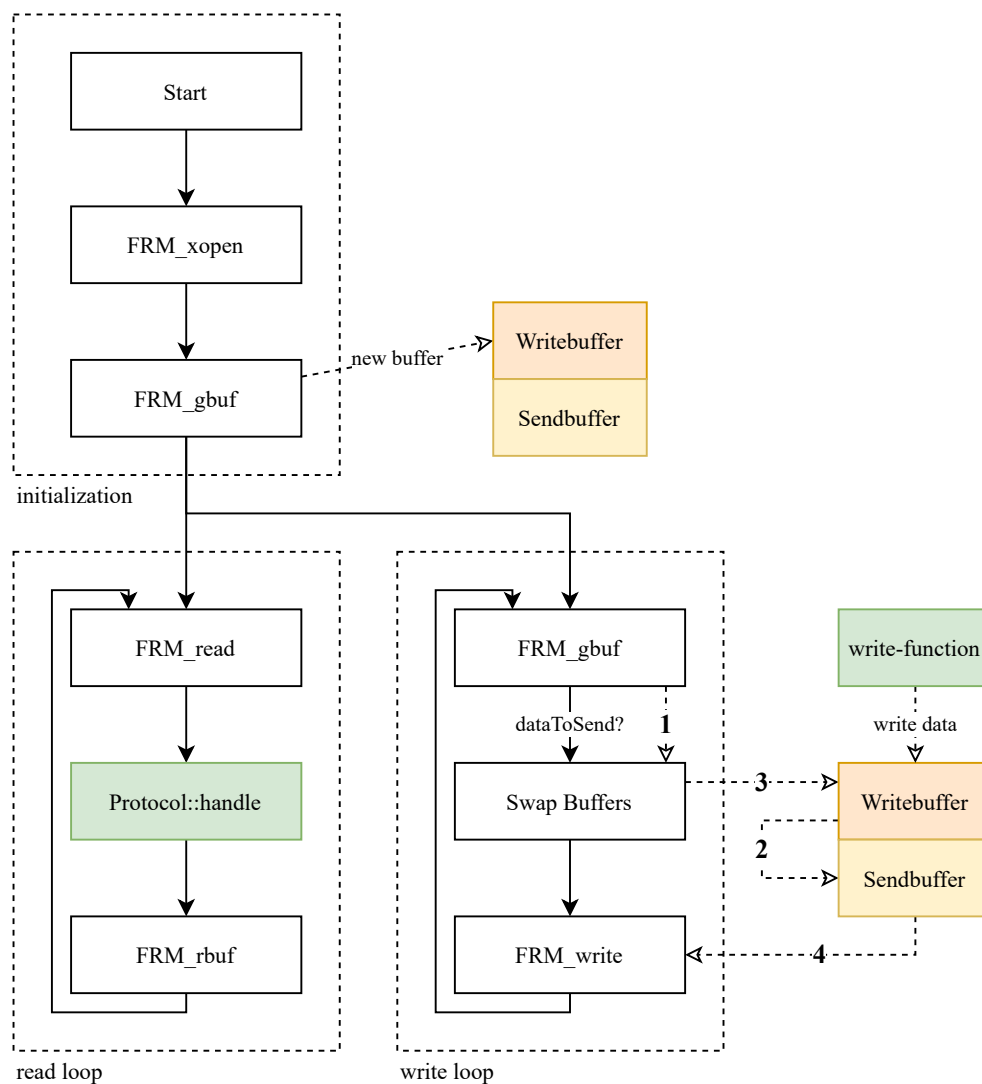 Start
FRM_xopen
FRM_gbuf
new buffer
Writebuffer
Sendbuffer
initialization
FRM_read
Protocol::handle
FRM_rbuf
read loop
FRM_gbuf
dataToSend?
1
Swap Buffers
FRM_write
write loop
write-function
write data
3
Writebuffer
2
Sendbuffer
4